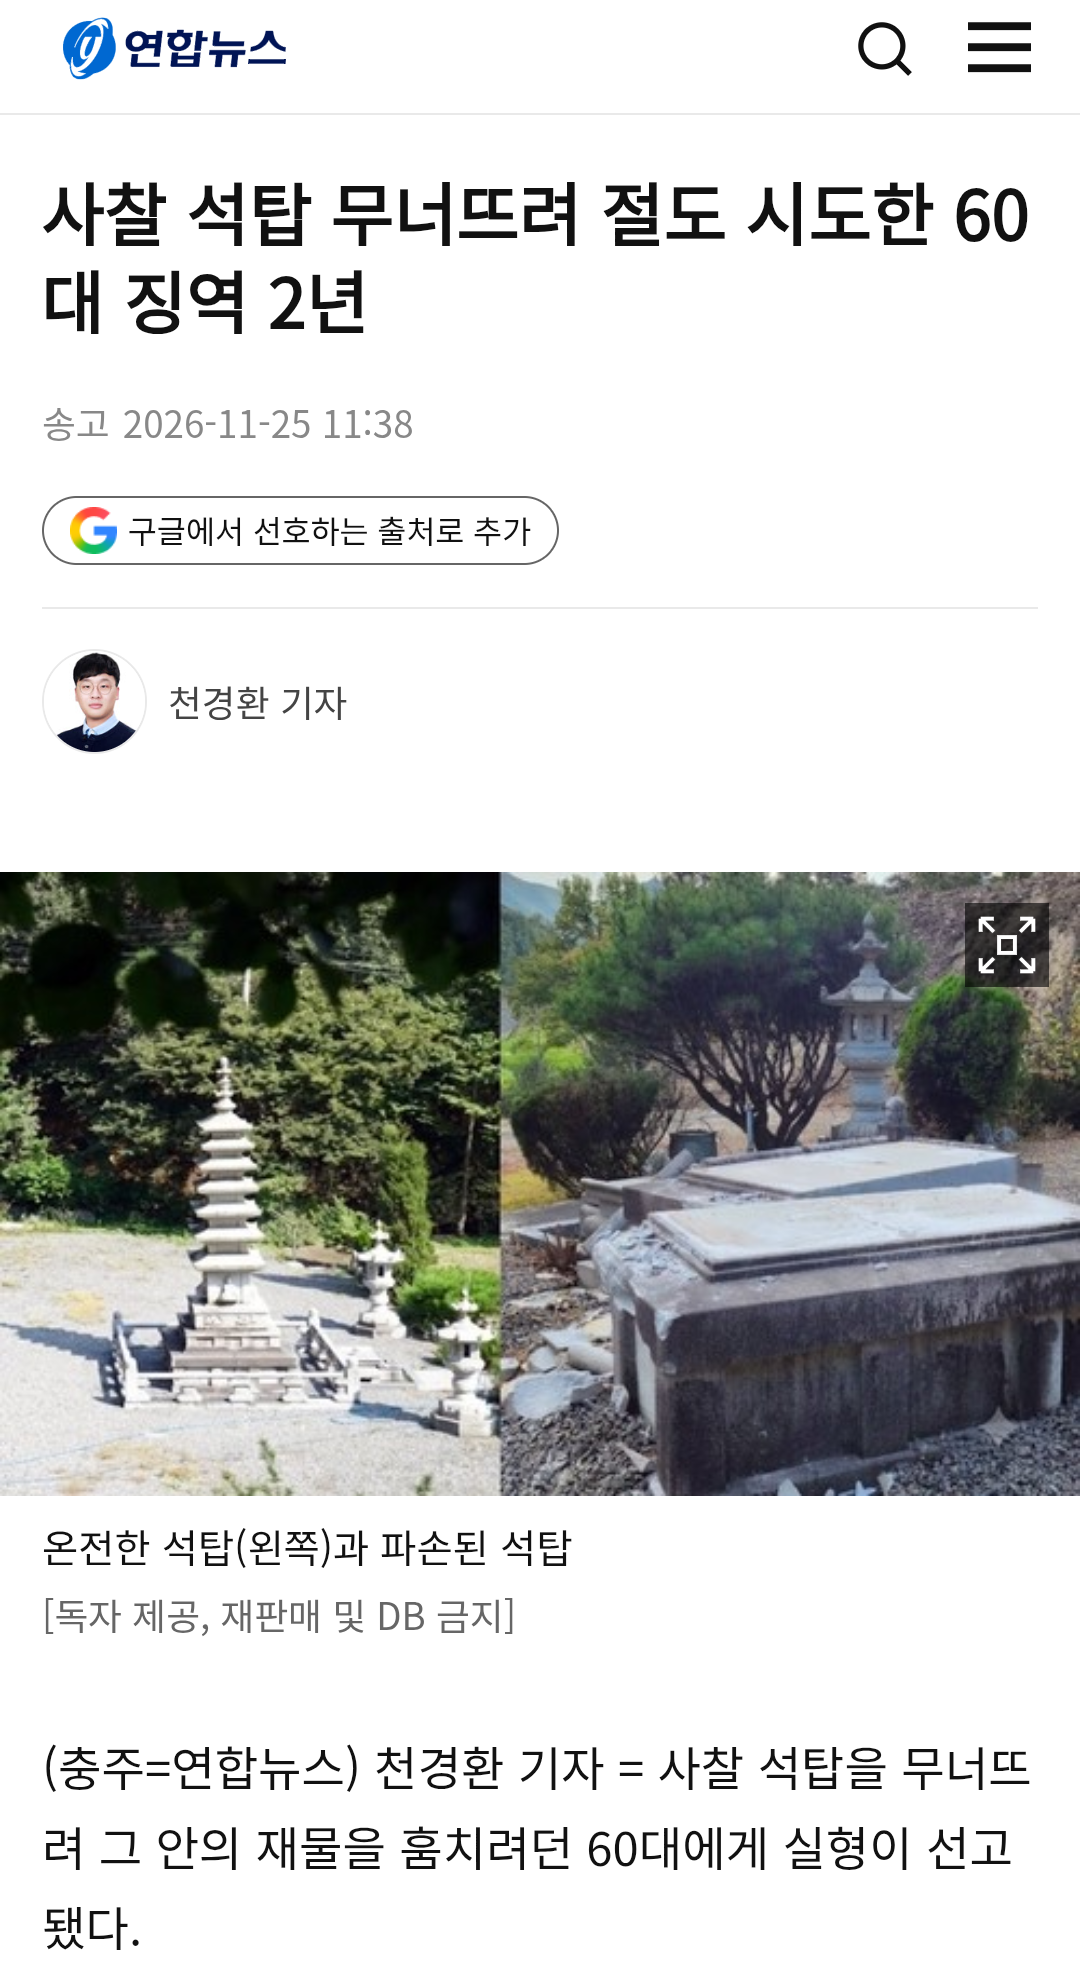 연합뉴스
사찰 석탑 무너뜨려 절도 시도한 60
대 징역 2년
송고 2026-11-25 11:38
구글에서 선호하는 출처로 추가
천경환 기자
온전한 석탑(왼쪽)과 파손된 석탑
[독자 제공, 재판매 및 DB 금지]
(충주=연합뉴스) 천경환 기자 = 사찰 석탑을 무너뜨
려 그 안의 재물을 훔치려던 60대에게 실형이 선고
됐다.